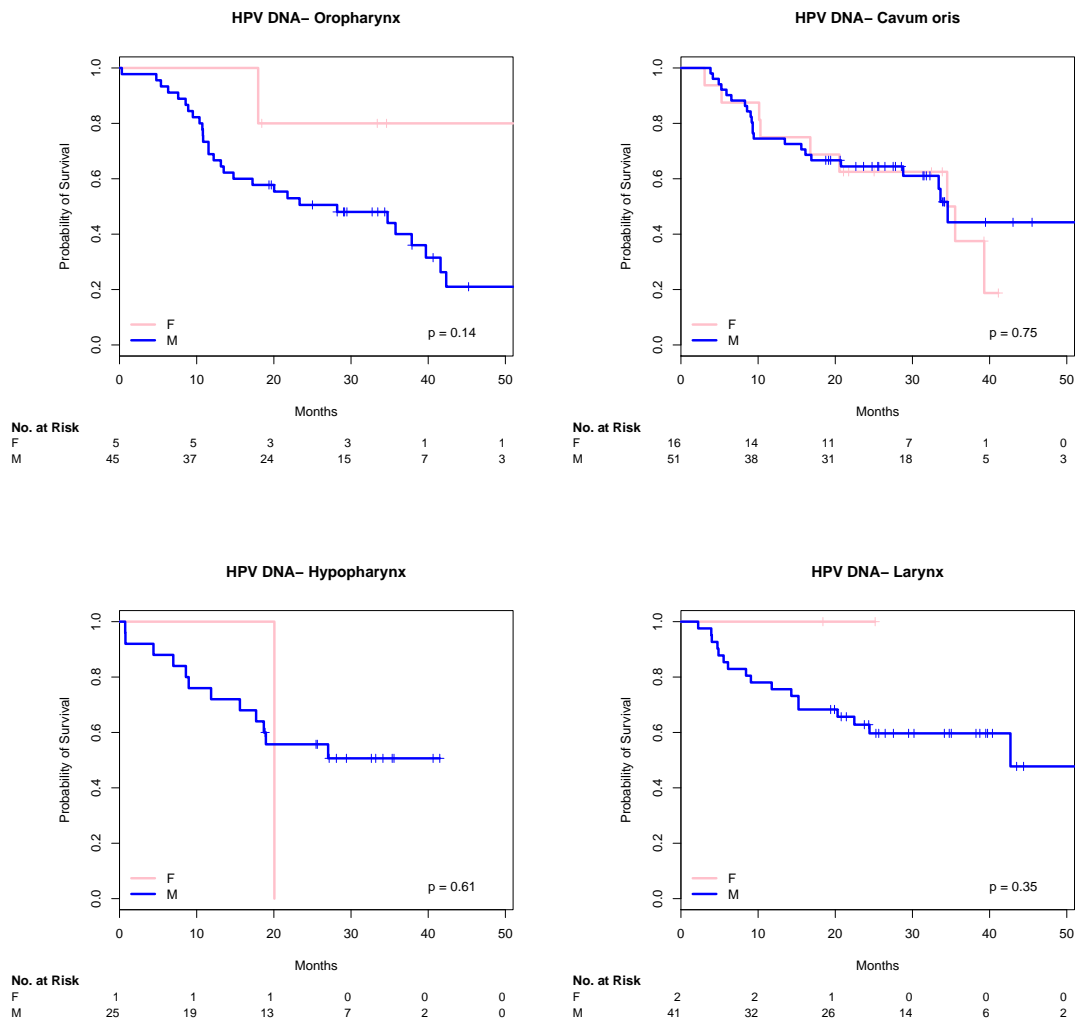 HPV DNA− Oropharynx
Probability of Survival
1.0
0.8
0.6
0.4
0.2
0.0
F
M
p = 0.14
0 10 20 30 40 50
Months
No. at Risk
F 5 5 3 3 1 1
M 45 37 24 15 7 3
HPV DNA− Cavum oris
Probability of Survival
1.0
0.8
0.6
0.4
0.2
0.0
F
M
p = 0.75
0 10 20 30 40 50
Months
No. at Risk
F 16 14 11 7 1 0
M 51 38 31 18 5 3
HPV DNA− Hypopharynx
Probability of Survival
1.0
0.8
0.6
0.4
0.2
0.0
F
M
p = 0.61
0 10 20 30 40 50
Months
No. at Risk
F 1 1 1 0 0 0
M 25 19 13 7 2 0
HPV DNA− Larynx
Probability of Survival
1.0
0.8
0.6
0.4
0.2
0.0
F
M
p = 0.35
0 10 20 30 40 50
Months
No. at Risk
F 2 2 1 0 0 0
M 41 32 26 14 6 2